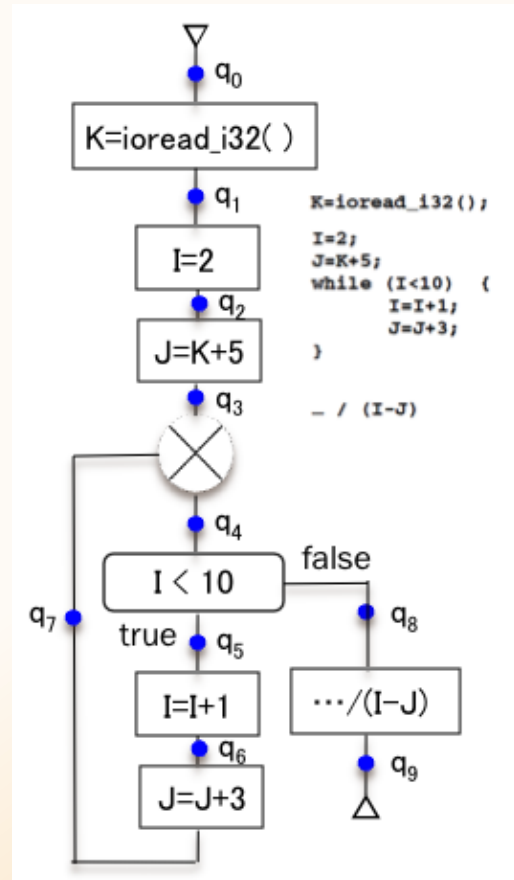 q0
K=ioread_i32( )
q1
I=2
q2
J=K+5
q3
q4
I < 10
false
true
q5
q7
q8
I=I+1
…/(I-J)
q6
q9
J=J+3
K=ioread_i32();
I=2;
J=K+5;
while (I<10) {
I=I+1;
J=J+3;
}
… / (I-J)